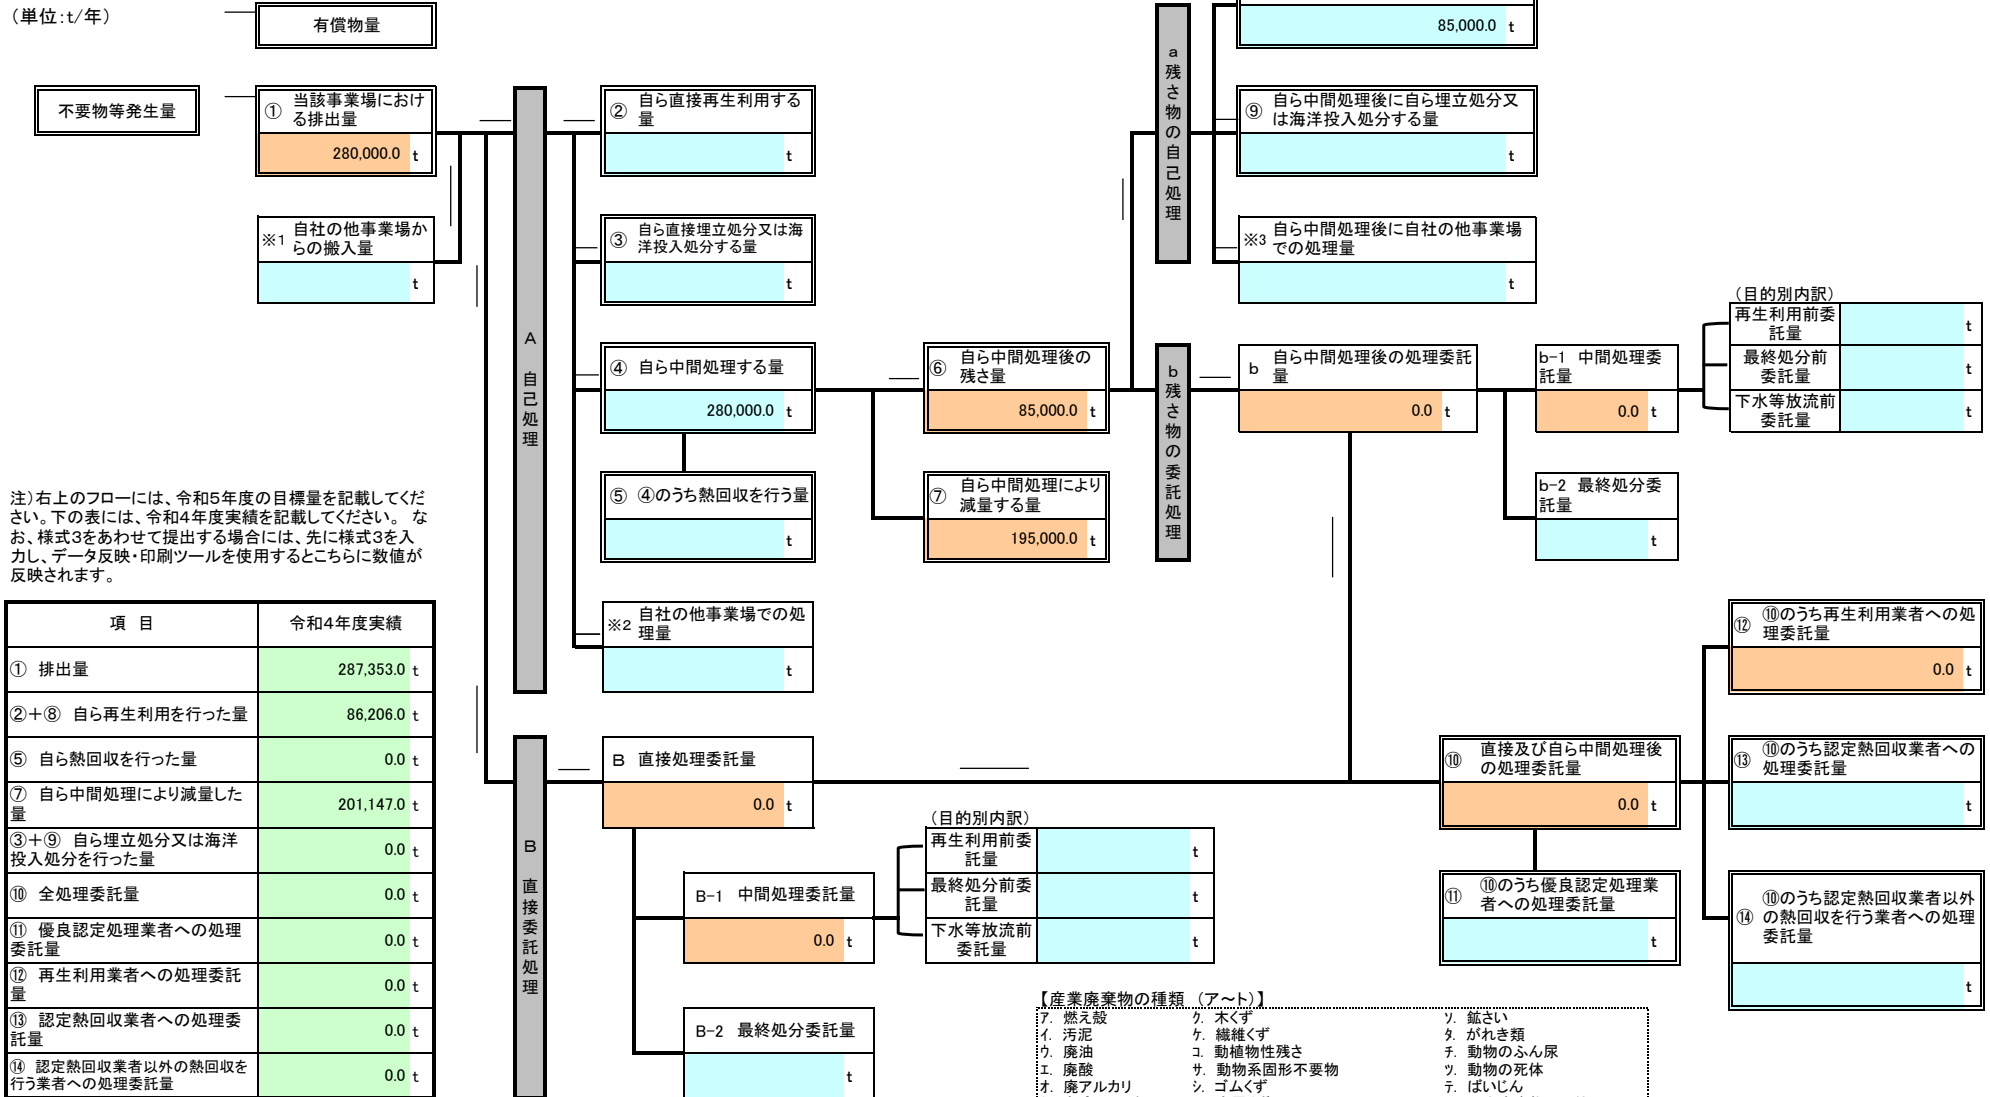 （単位:t/年）
有償物量
85,000.0 t
不要物等発生量
① 当該事業場におけ
る排出量
280,000.0 t
※1 自社の他事業場か
らの搬入量
t
A 自己処理
② 自ら直接再生利用する
量
t
③ 自ら直接埋立処分又は海
洋投入処分する量
t
④ 自ら中間処理する量
280,000.0 t
⑤ ④のうち熱回収を行う量
t
※2 自社の他事業場での処
理量
t
⑥ 自ら中間処理後の
残さ量
85,000.0 t
⑦ 自ら中間処理により
減量する量
195,000.0 t
a 残さ物の自己処理
⑨ 自ら中間処理後に自ら埋立処分又
は海洋投入処分する量
t
※3 自ら中間処理後に自社の他事業場
での処理量
t
b 残さ物の委託処理
b 自ら中間処理後の処理委託
量
0.0 t
b-1 中間処理委
託量
0.0 t
b-2 最終処分委
託量
t
（目的別内訳）
再生利用前委
託量
t
最終処分前
委託量
t
下水等放流前
委託量
t
注）右上のフローには、令和５年度の目標量を記載してくだ
さい。下の表には、令和４年度実績を記載してください。 な
お、様式３をあわせて提出する場合には、先に様式３を入
力し、データ反映・印刷ツールを使用するとこちらに数値が
反映されます。
項 目 令和４年度実績
① 排出量 287,353.0 t
②＋⑧ 自ら再生利用を行った量 86,206.0 t
⑤ 自ら熱回収を行った量 0.0 t
⑦ 自ら中間処理により減量した
量 201,147.0 t
③＋⑨ 自ら埋立処分又は海洋
投入処分を行った量 0.0 t
⑩ 全処理委託量 0.0 t
⑪ 優良認定処理業者への処理
委託量 0.0 t
⑫ 再生利用業者への処理委託
量 0.0 t
⑬ 認定熱回収業者への処理委
託量 0.0 t
⑭ 認定熱回収業者以外の熱回収を
行う業者への処理委託量 0.0 t
B 直接委託処理
B 直接処理委託量
0.0 t
B-1 中間処理委託量
0.0 t
B-2 最終処分委託量
t
（目的別内訳）
再生利用前委
託量
t
最終処分前委
託量
t
下水等放流前
委託量
t
⑩ 直接及び自ら中間処理後
の処理委託量
0.0 t
⑪ ⑩のうち優良認定処理業
者への処理委託量
t
⑫ ⑩のうち再生利用業者への処
理委託量
0.0 t
⑬ ⑩のうち認定熱回収業者への
処理委託量
t
⑭ ⑩のうち認定熱回収業者以外
の熱回収を行う業者への処理
委託量
t
【産業廃棄物の種類 （ア～ト）】
ア. 燃え殻 ク. 木くず ソ. 鉱さい
イ. 汚泥 ケ. 繊維くず タ. がれき類
ウ. 廃油 コ. 動植物性残さ チ. 動物のふん尿
エ. 廃酸 サ. 動物系固形不要物 ツ. 動物の死体
オ. 廃アルカリ シ. ゴムくず テ. ばいじん